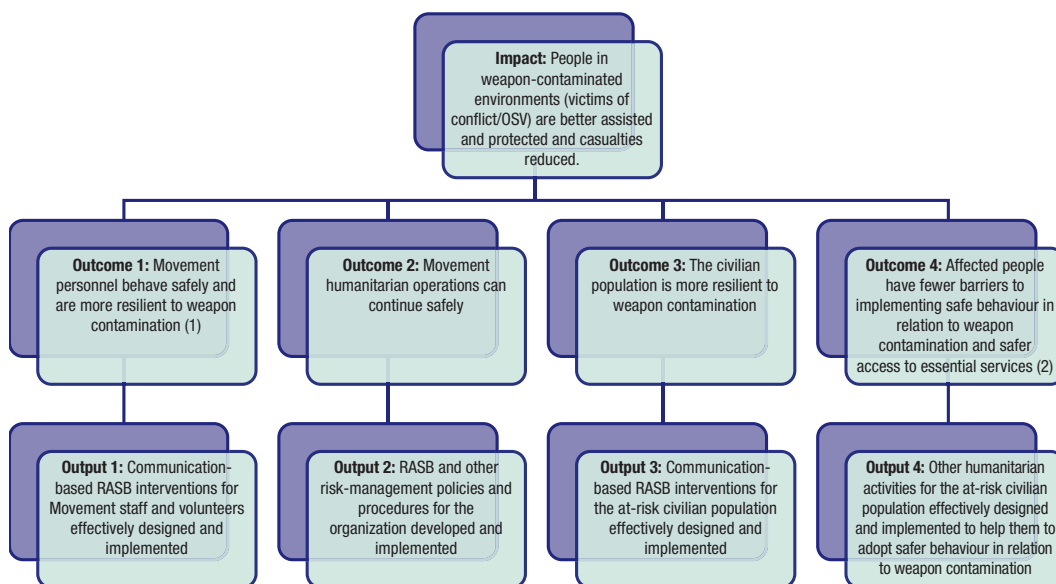 Impact: People in
weapon-contaminated
environments (victims of
conflict/OSV) are better assisted
and protected and casualties
reduced.
Outcome 1: Movement
personnel behave safely and
are more resilient to weapon
contamination (1)
Outcome 2: Movement
humanitarian operations can
continue safely
Outcome 3: The civilian
population is more resilient to
weapon contamination
Outcome 4: Affected people
have fewer barriers to
implementing safe behaviour in
relation to weapon
contamination and safer
access to essential services (2)
Output 1: Communication-
based RASB interventions for
Movement staff and volunteers
effectively designed and
implemented
Output 2: RASB and other
risk-management policies and
procedures for the
organization developed and
implemented
Output 3: Communication-
based RASB interventions for
the at-risk civilian population
effectively designed and
implemented
Output 4: Other humanitarian
activities for the at-risk civilian
population effectively designed
and implemented to help them to
adopt safer behaviour in relation
to weapon contamination